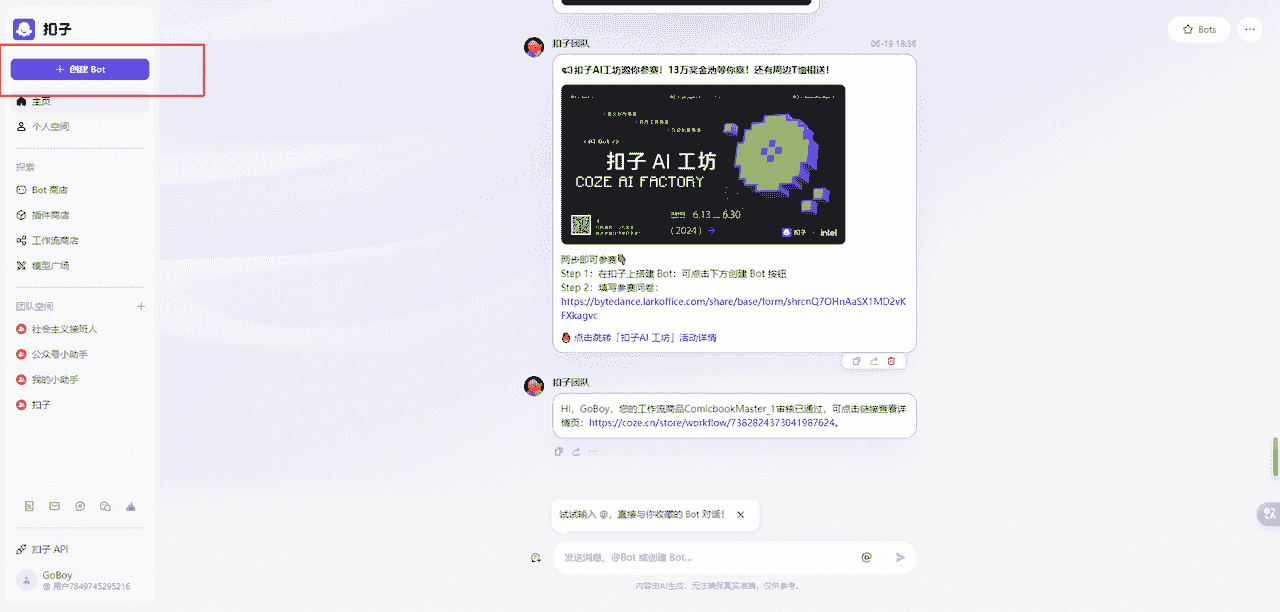 扣子
+ 创建 Bot
主页
个人空间
探索
Bot 商店
插件商店
工作流商店
模型广场
团队空间 +
社会主义接班人
公众号小助手
我的小助手
扣子
扣子 API
GoBoy
@ 用户7849745295216
Bots
扣子团队 06-19 18:36
扣子AI工坊邀你参赛！13万奖金池等你赢！还有周边T恤相送！
<AI Bot />
扣子 AI 工坊
COZE AI FACTORY
6.13 — 6.30
(2024) →
扣子 · intel
两步即可参赛
Step 1：在扣子上搭建 Bot：可点击下方创建 Bot 按钮
Step 2：填写参赛问卷：
https://bytedance.larkoffice.com/share/base/form/shrcnQ7OHnAaSX1MD2vK
FXkagvc
点击跳转「扣子AI 工坊」活动详情
扣子团队
Hi，GoBoy，您的工作流商品ComicbookMaster_1审核已通过，可点击链接查看详
情页：https://coze.cn/store/workflow/7382824373041987624。
试试输入 @，直接与你收藏的 Bot 对话！
发送消息、@Bot 或创建 Bot...
内容由AI生成，无法确保真实准确，仅供参考。